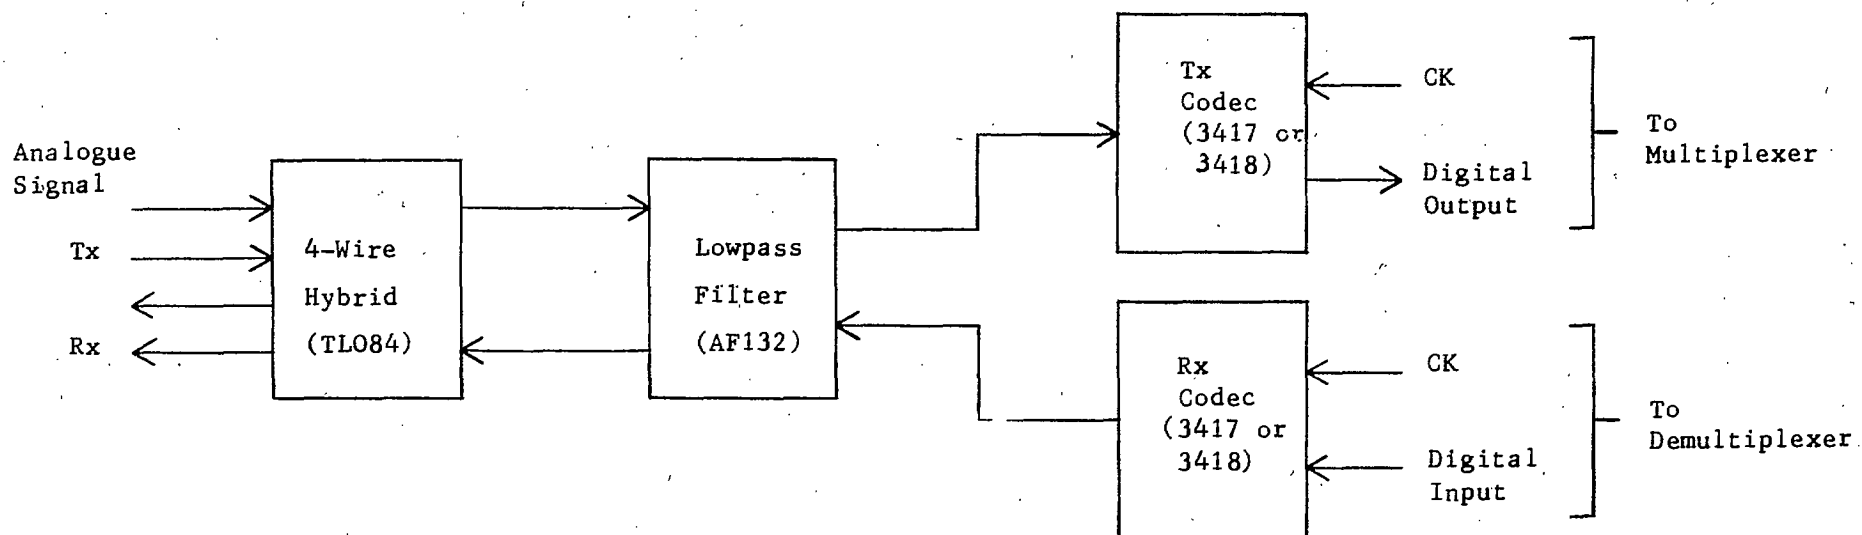 Analogue
Signal
Tx
Rx
4-Wire
Hybrid
(TL084)
Lowpass
Filter
(AF132)
Tx
Codec
(3417 or
3418)
CK
Digital
Output
To
Multiplexer
Rx
Codec
(3417 or
3418)
CK
Digital
Input
To
Demultiplexer